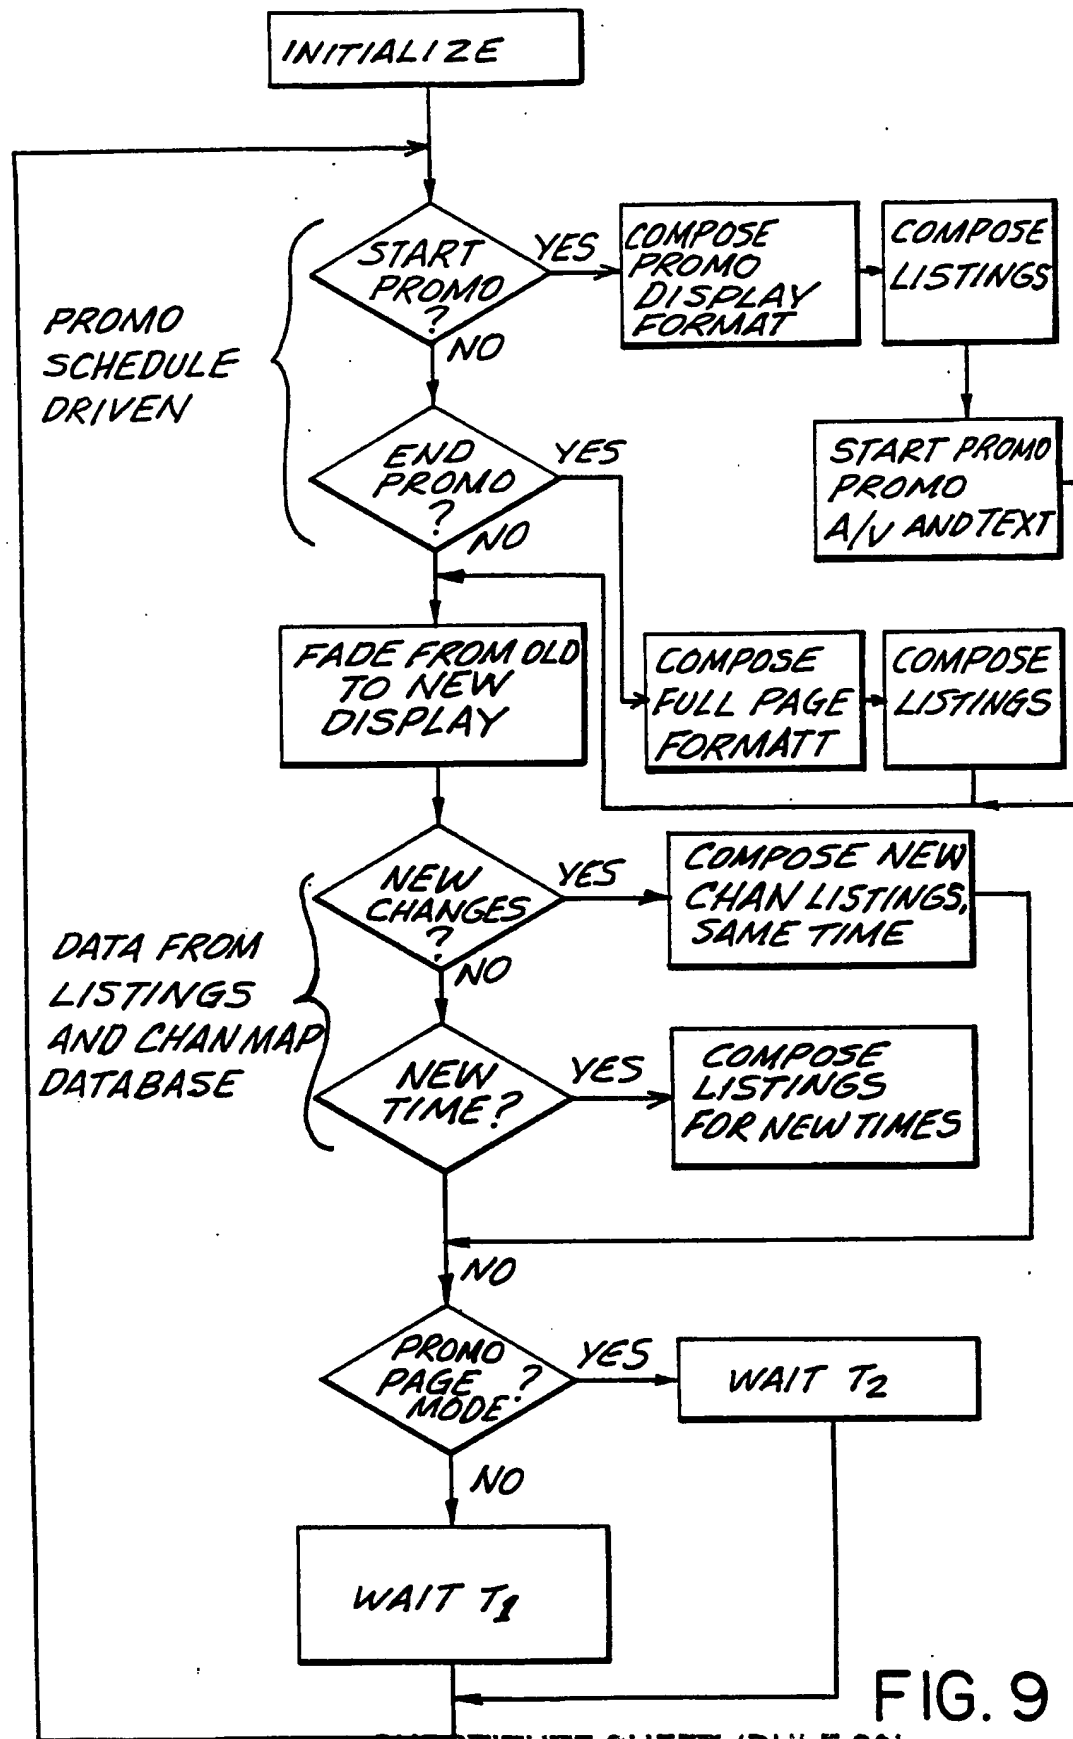 INITIALIZE
START
PROMO
?
YES
NO
COMPOSE
PROMO
DISPLAY
FORMAT
COMPOSE
LISTINGS
PROMO
SCHEDULE
DRIVEN
START PROMO
PROMO
A/V AND TEXT
END
PROMO
?
YES
NO
FADE FROM OLD
TO NEW
DISPLAY
COMPOSE
FULL PAGE
FORMATT
COMPOSE
LISTINGS
NEW
CHANGES
?
YES
NO
COMPOSE NEW
CHAN LISTINGS,
SAME TIME
DATA FROM
LISTINGS
AND CHAN MAP
DATABASE
NEW
TIME?
YES
COMPOSE
LISTINGS
FOR NEW TIMES
NO
PROMO
PAGE ?
MODE
YES
WAIT T2
NO
WAIT T1
FIG. 9